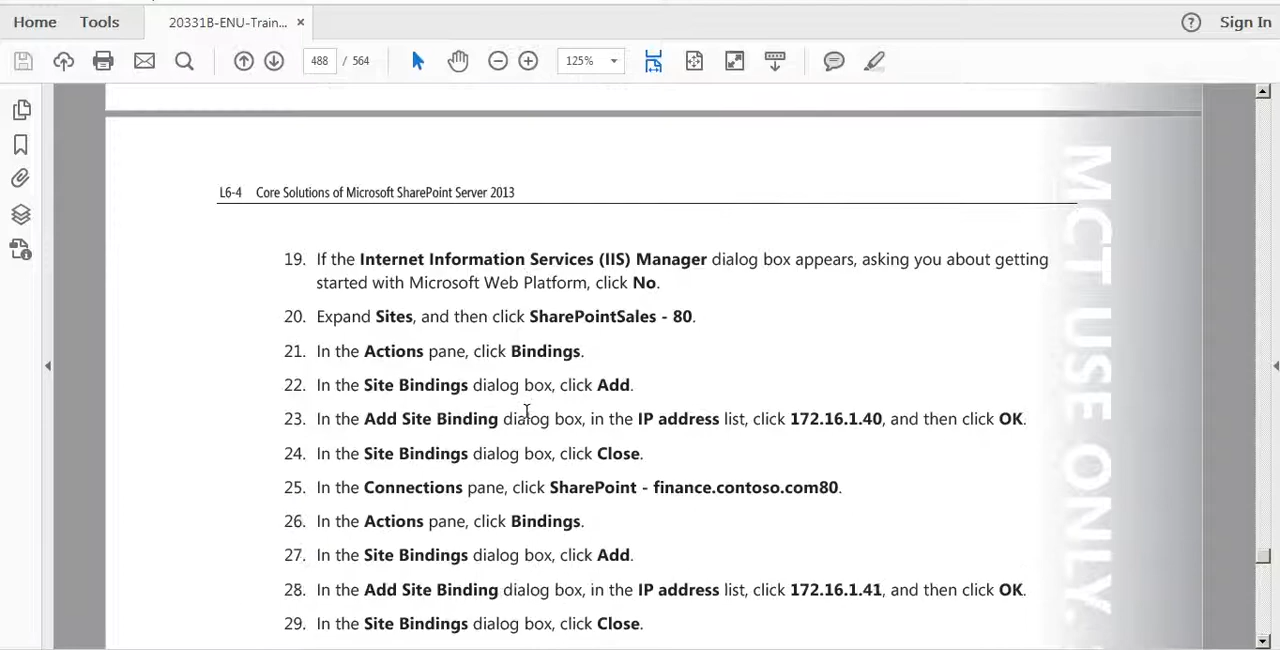 Home Tools 20331B-ENU-Train... × ? Sign In
488 / 564 125%
L6-4 Core Solutions of Microsoft SharePoint Server 2013
19. If the Internet Information Services (IIS) Manager dialog box appears, asking you about getting
started with Microsoft Web Platform, click No.
20. Expand Sites, and then click SharePointSales - 80.
21. In the Actions pane, click Bindings.
22. In the Site Bindings dialog box, click Add.
23. In the Add Site Binding dialog box, in the IP address list, click 172.16.1.40, and then click OK.
24. In the Site Bindings dialog box, click Close.
25. In the Connections pane, click SharePoint - finance.contoso.com80.
26. In the Actions pane, click Bindings.
27. In the Site Bindings dialog box, click Add.
28. In the Add Site Binding dialog box, in the IP address list, click 172.16.1.41, and then click OK.
29. In the Site Bindings dialog box, click Close.
MCT USE ONLY.